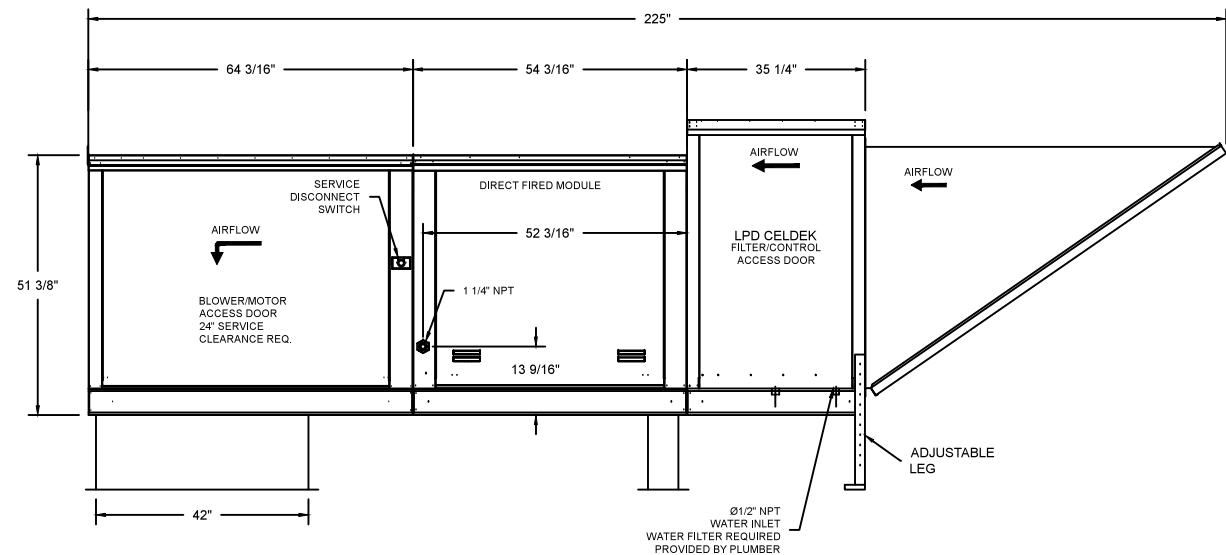 225"
64 3/16"
54 3/16"
35 1/4"
AIRFLOW
AIRFLOW
SERVICE
DISCONNECT
SWITCH
DIRECT FIRED MODULE
AIRFLOW
52 3/16"
LPD CELDEK
FILTER/CONTROL
ACCESS DOOR
51 3/8"
1 1/4" NPT
BLOWER/MOTOR
ACCESS DOOR
24" SERVICE
CLEARANCE REQ.
13 9/16"
ADJUSTABLE
LEG
42"
Ø1/2" NPT
WATER INLET
WATER FILTER REQUIRED
PROVIDED BY PLUMBER